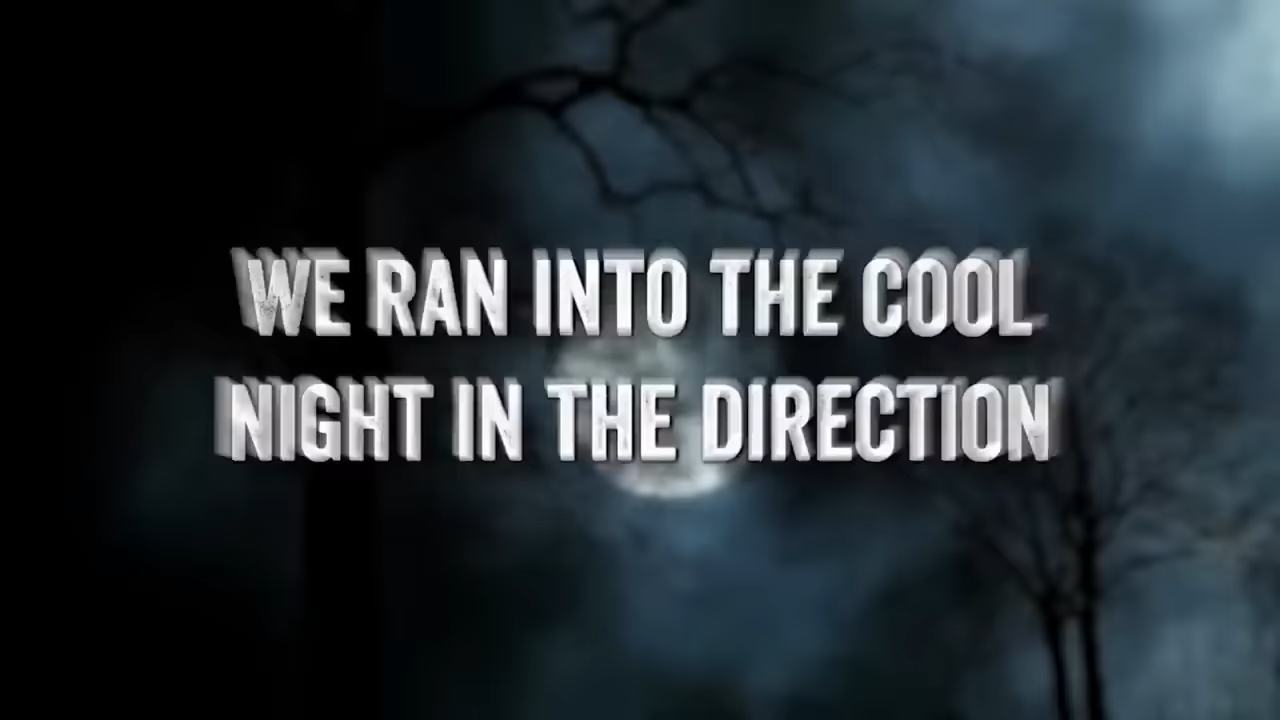 WE RAN INTO THE COOL
NIGHT IN THE DIRECTION